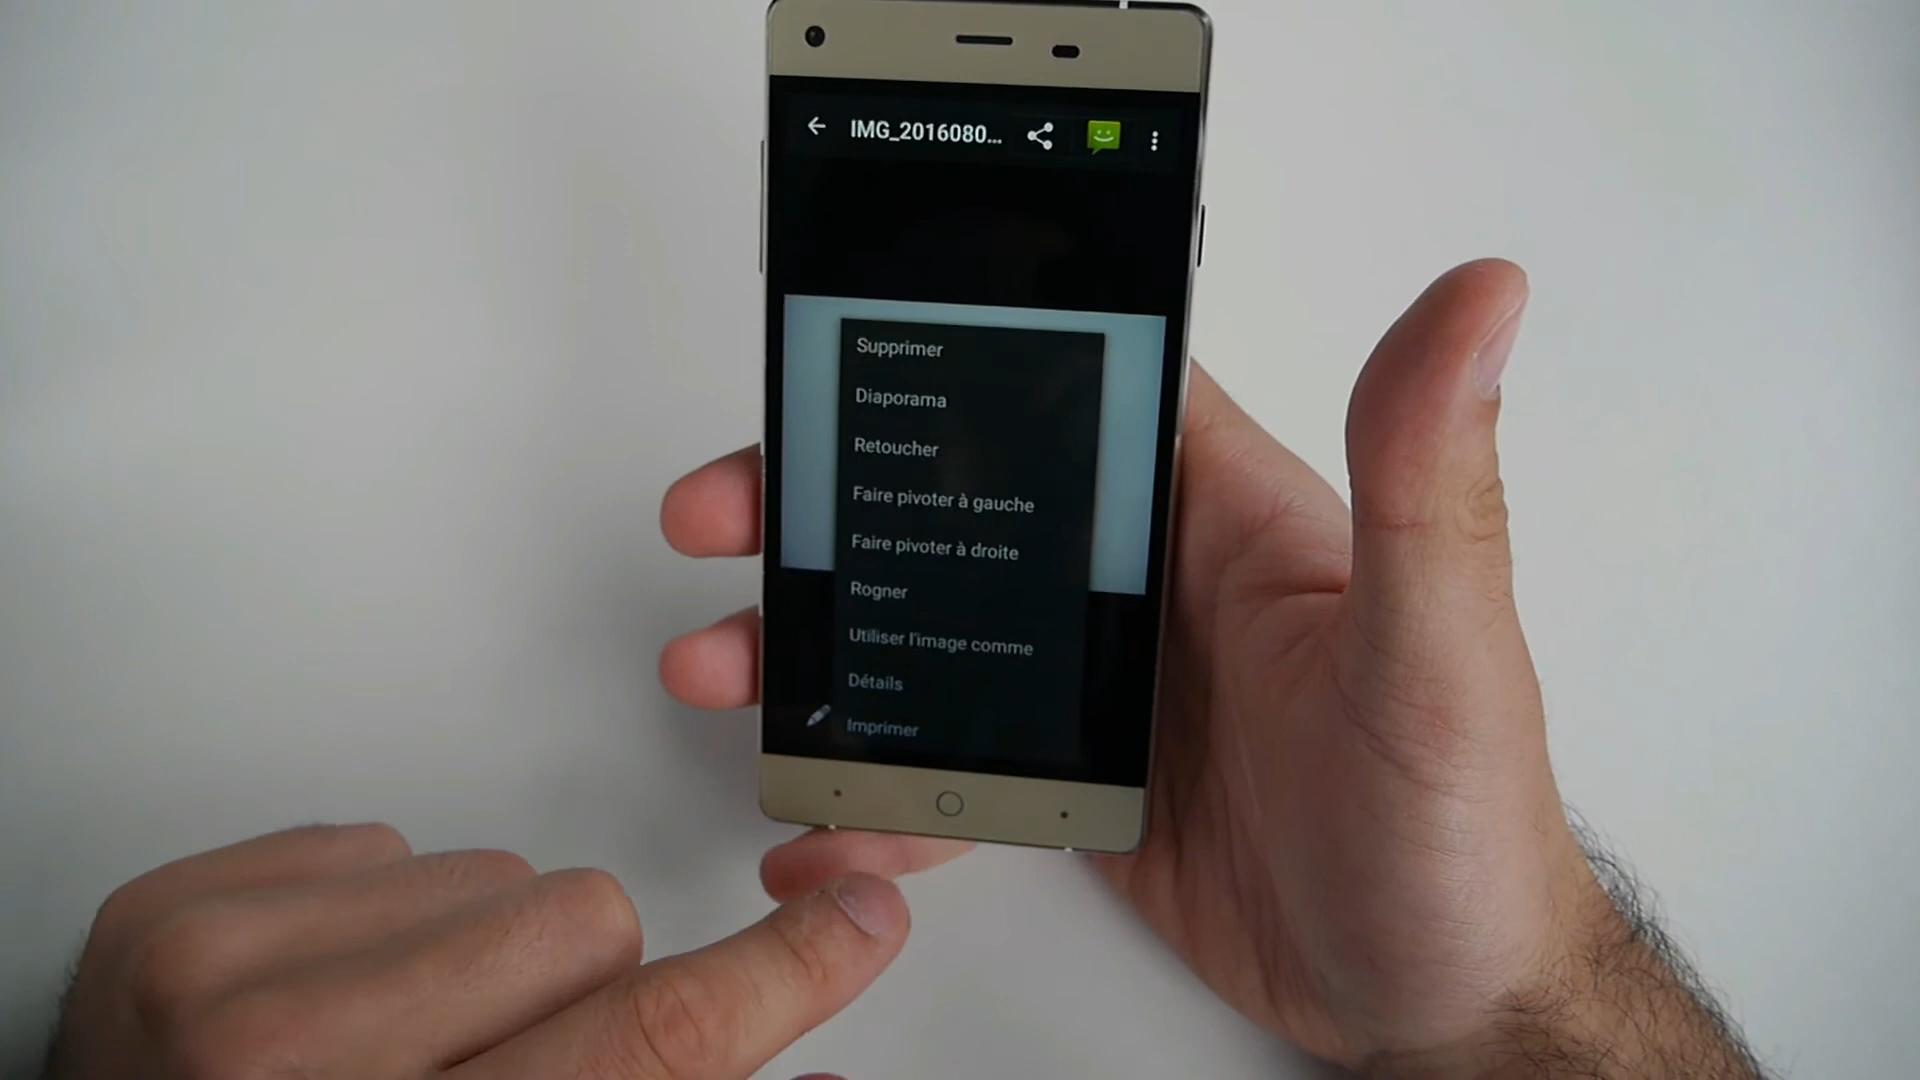 IMG_2016080...
Supprimer
Diaporama
Retoucher
Faire pivoter à gauche
Faire pivoter à droite
Rogner
Utiliser l'image comme
Détails
Imprimer